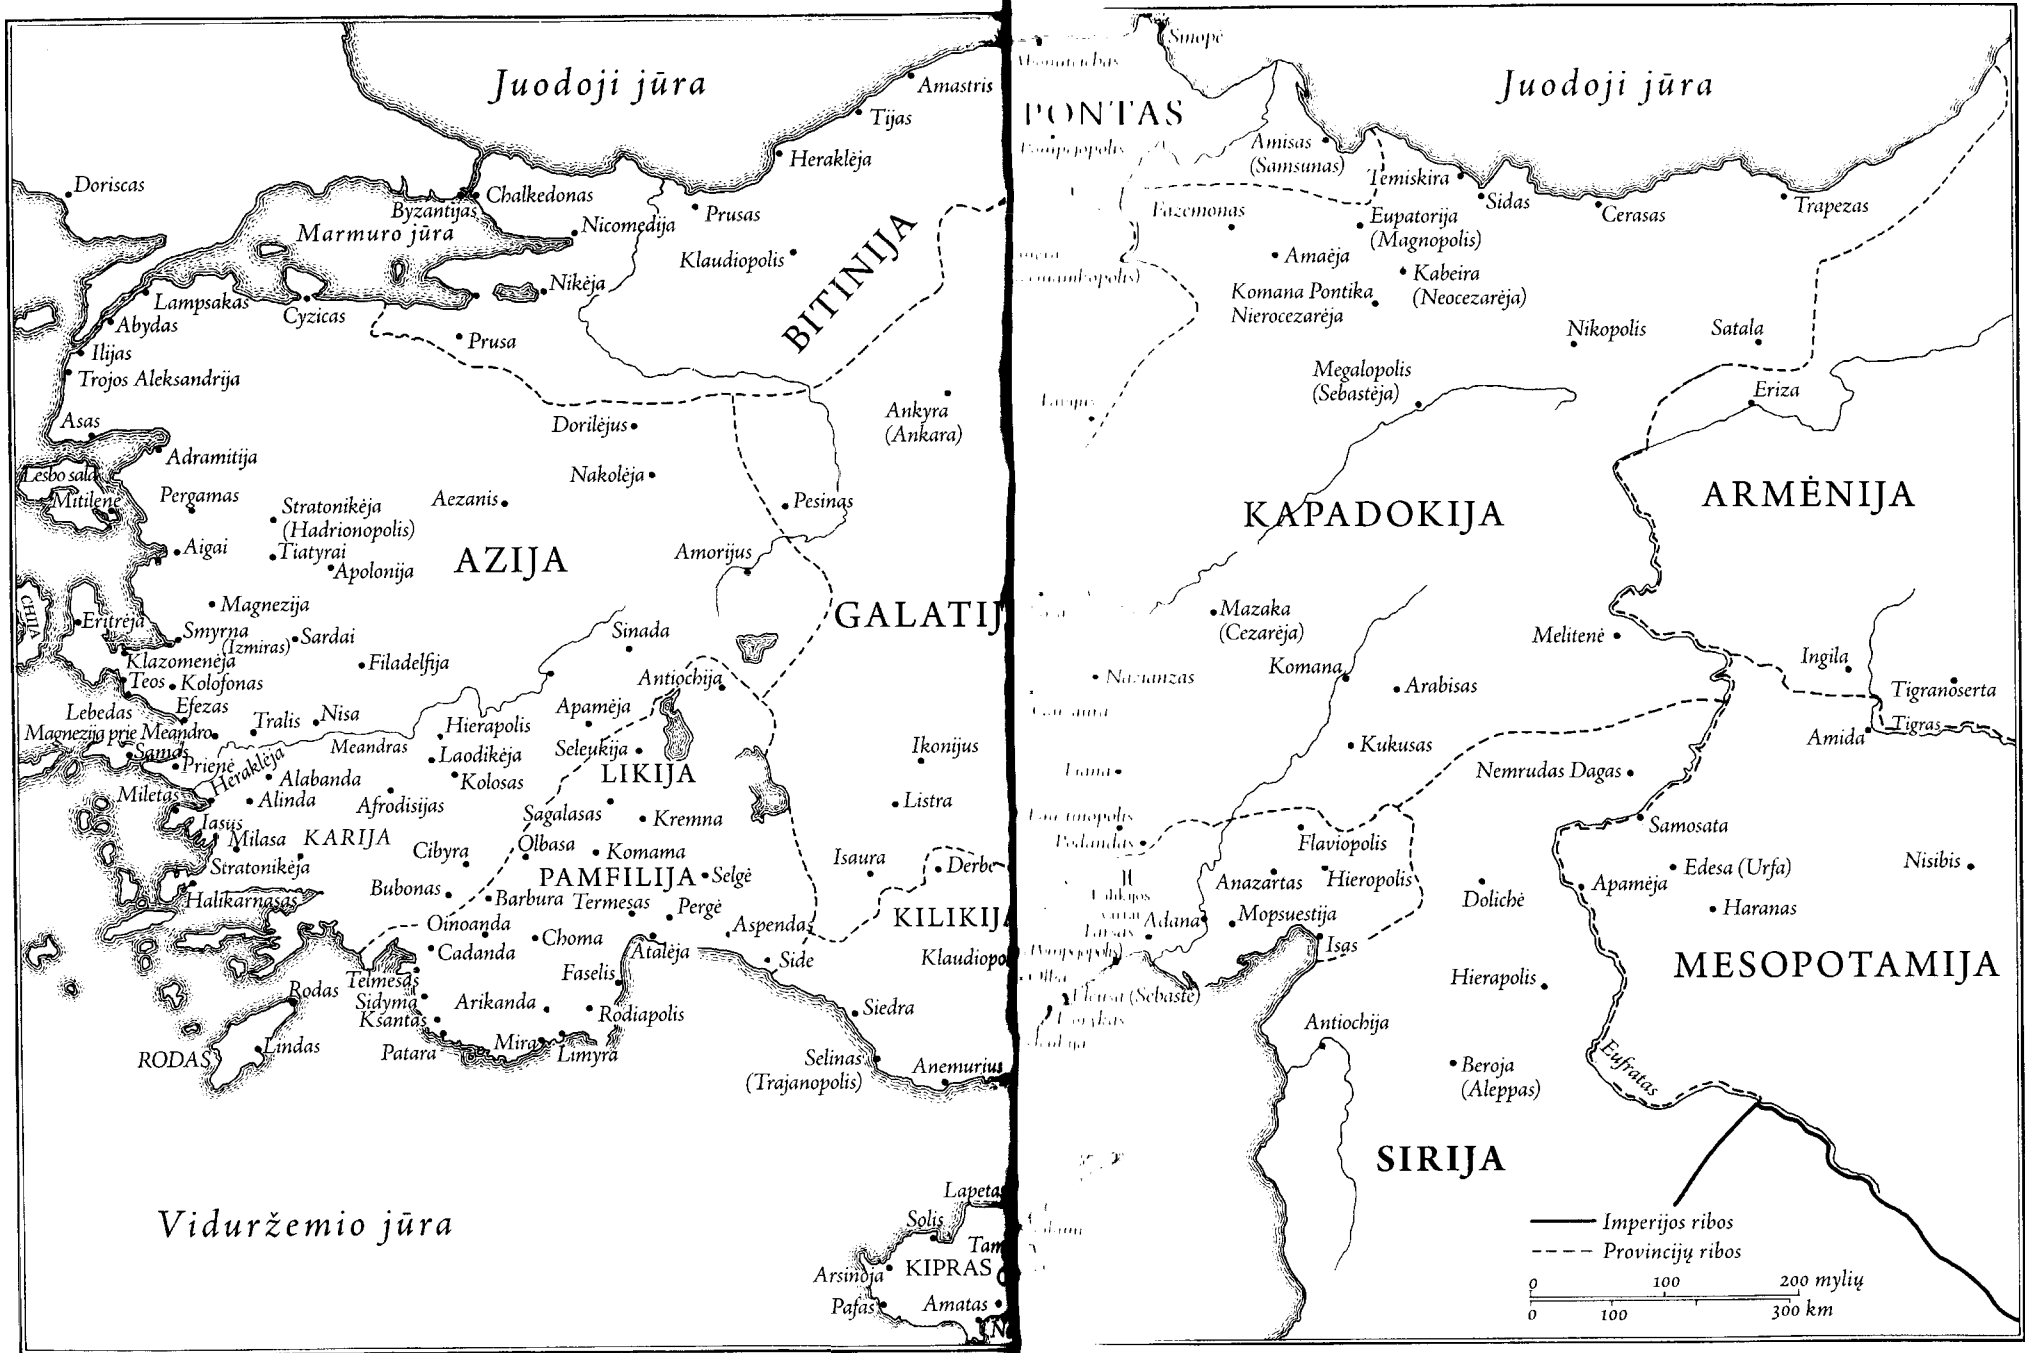 Juodoji jūra
Amastris
Tijas
Heraklėja
Doriscas
Byzantijas
Chalkedonas
Nicomedija
Prusas
Marmuro jūra
Klaudiopolis
BITINIJA
Lampsakas
Cyzicas
Nikėja
Abydas
Prusa
Ilijas
Trojos Aleksandrija
Asas
Dorilėjus
Ankyra
(Ankara)
Adramitija
Lesbo sala
Mitilenė
Pergamas
Nakolėja
Stratonikėja
(Hadrionopolis)
Aezanis
Pesinas
Aigai
Tiatyrai
Apolonija
AZIJA
Amorijus
CHIJA
Magnezija
GALATIJ
Eritrėja
Smyrna
(Izmiras)
Sardai
Sinada
Klazomenėja
Filadelfija
Teos
Kolofonas
Antiochija
Lebedas
Efezas
Tralis
Nisa
Apamėja
Magnezija prie Meandro
Meandras
Hierapolis
Samas
Prienė
Heraklėja
Laodikėja
Seleukija
Ikonijus
LIKIJA
Alabanda
Kolosas
Miletas
Alinda
Afrodisijas
Sagalasas
Kremna
Listra
Iasus
Milasa
KARIJA
Cibyra
Olbasa
Komama
Isaura
Derbe
Stratonikėja
PAMFILIJA
Selgė
Halikarnasas
Bubonas
Barbura
Termesas
Pergė
KILIKIJA
Oinoanda
Aspendas
Cadanda
Choma
Atalėja
Side
Klaudiopo
Telmesas
Faselis
Rodas
Sidyma
Arikanda
Rodiapolis
Siedra
Ksantas
RODAS
Lindas
Patara
Mira
Limyra
Selinas
(Trajanopolis)
Anemurius
Viduržemio jūra
Lapetas
Solis
Tam
Arsinoja
KIPRAS
Pafas
Amatas
Sinopė
Juodoji jūra
PONTAS
Pompejopolis
Amisas
(Samsunas)
Temiskira
Sidas
Cerasas
Trapezas
Fazemonas
Eupatorija
(Magnopolis)
Amaėja
Kabeira
(Neocezarėja)
Komana Pontika
Nierocezarėja
Nikopolis
Satala
Megalopolis
(Sebastėja)
Eriza
KAPADOKIJA
ARMĖNIJA
Mazaka
(Cezarėja)
Melitenė
Komana
Ingila
Nazianzas
Arabisas
Tigranoserta
Tigras
Kukusas
Amida
Nemrudas Dagas
Samosata
Podandas
Flaviopolis
Nisibis
Anazartas
Hieropolis
Edesa (Urfa)
Dolichė
Apamėja
Adana
Mopsuestija
Haranas
Isas
MESOPOTAMIJA
Hierapolis
(Sebaste)
Antiochija
Eufratas
Beroja
(Aleppas)
SIRIJA
Imperijos ribos
Provincijų ribos
0 100 200 mylių
0 100 300 km